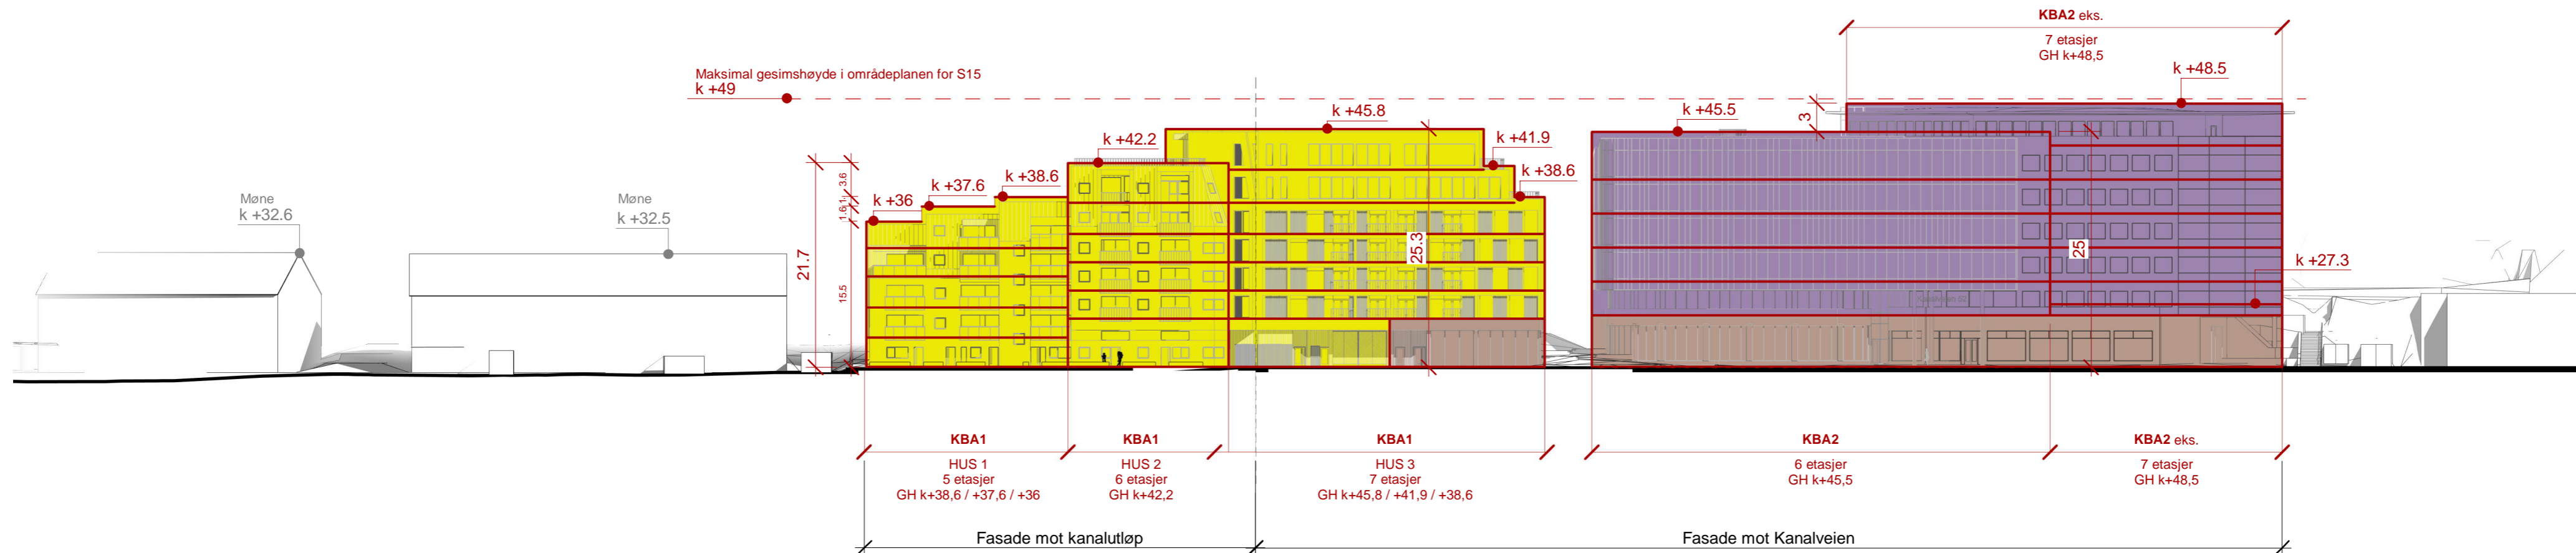 KBA2 eks.
7 etasjer
GH k+48,5
Maksimal gesimshøyde i områdeplanen for S15
k +49
k +48.5
k +45.8
k +45.5
3
k +42.2
k +41.9
k +38.6
k +37.6
k +36
k +38.6
3.6
1
1.6
Møne
k +32.6
Møne
k +32.5
21.7
15.5
25.3
25
k +27.3
KBA1
HUS 1
5 etasjer
GH k+38,6 / +37,6 / +36
KBA1
HUS 2
6 etasjer
GH k+42,2
KBA1
HUS 3
7 etasjer
GH k+45,8 / +41,9 / +38,6
KBA2
6 etasjer
GH k+45,5
KBA2 eks.
7 etasjer
GH k+48,5
Fasade mot kanalutløp
Fasade mot Kanalveien